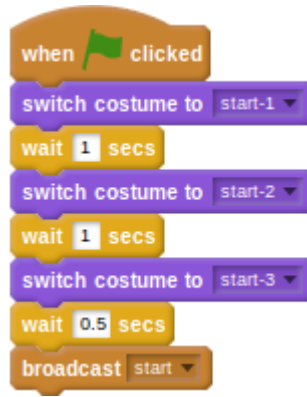 when clicked
switch costume to start-1
wait 1 secs
switch costume to start-2
wait 1 secs
switch costume to start-3
wait 0.5 secs
broadcast start